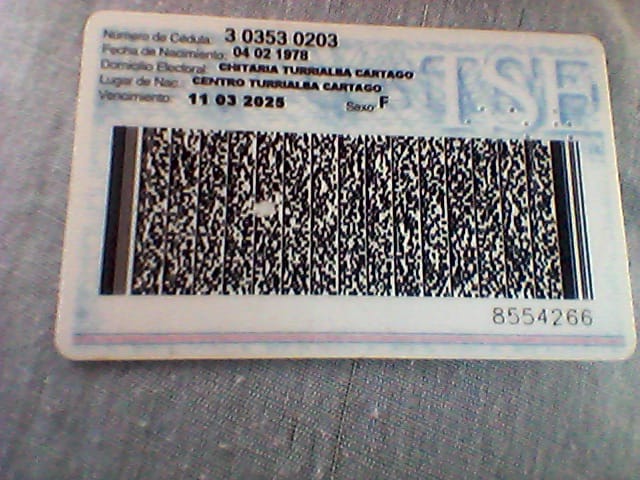 Número de Cédula: 3 0353 0203
Fecha de Nacimiento: 04 02 1978
Domicilio Electoral: CHITARIA TURRIALBA CARTAGO
Lugar de Nac.: CENTRO TURRIALBA CARTAGO
Vencimiento: 11 03 2025 Sexo: F
TSE
8554266